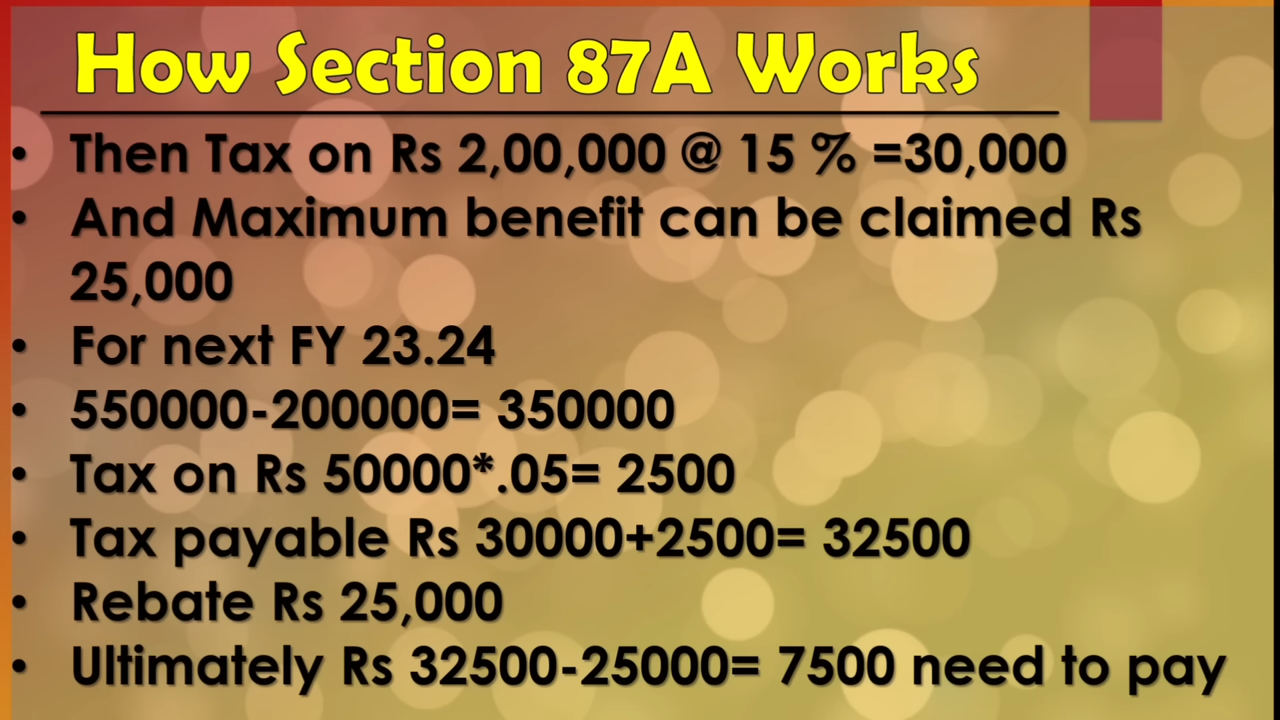 How Section 87A Works
• Then Tax on Rs 2,00,000 @ 15 % =30,000
• And Maximum benefit can be claimed Rs
25,000
• For next FY 23.24
• 550000-200000= 350000
• Tax on Rs 50000*.05= 2500
• Tax payable Rs 30000+2500= 32500
• Rebate Rs 25,000
• Ultimately Rs 32500-25000= 7500 need to pay